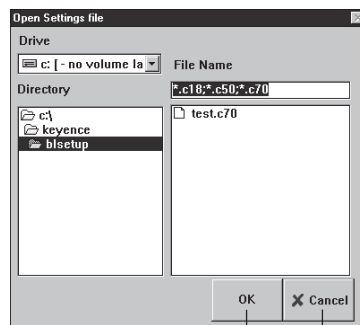 Open Settings file
Drive
c: [ - no volume la
File Name
Directory
*.c18;*.c50;*.c70
c:\
keyence
blsetup
test.c70
OK
Cancel